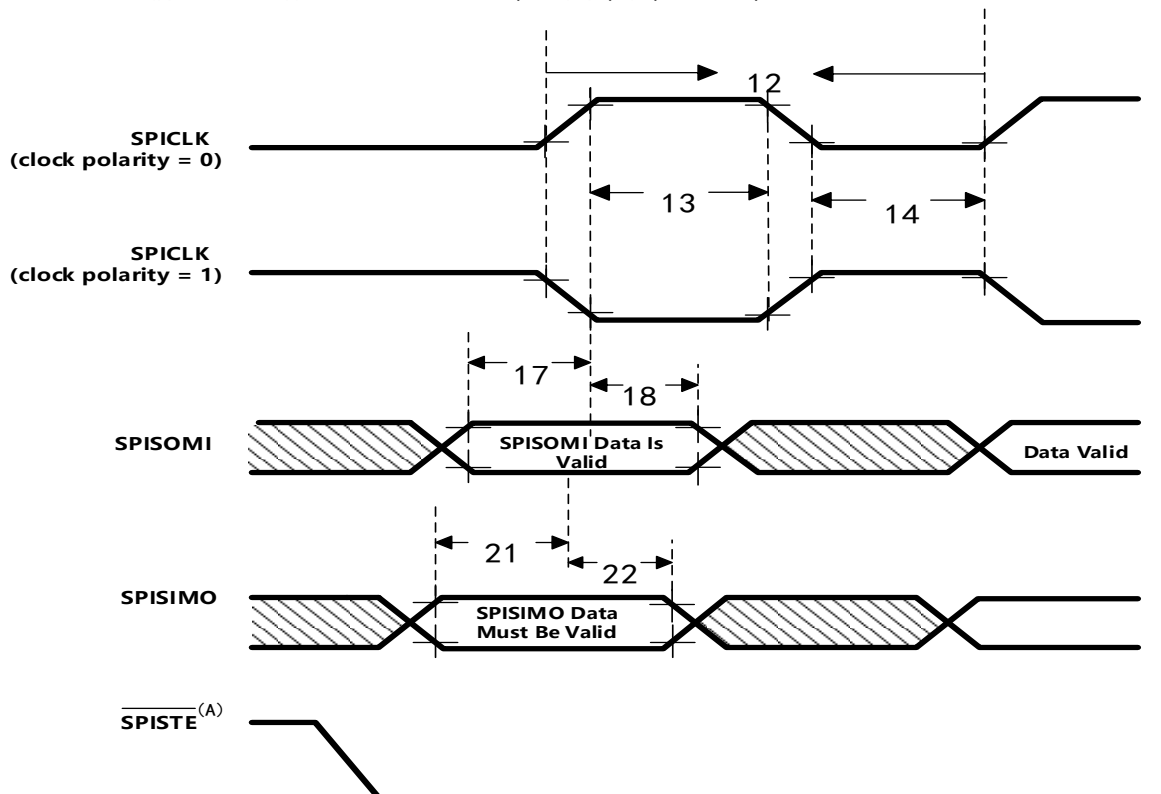 12
SPICLK
(clock polarity = 0)
13
14
SPICLK
(clock polarity = 1)
17
18
SPISOMI
SPISOMI Data Is
Valid
Data Valid
21
22
SPISIMO
SPISIMO Data
Must Be Valid
SPISTE(A)